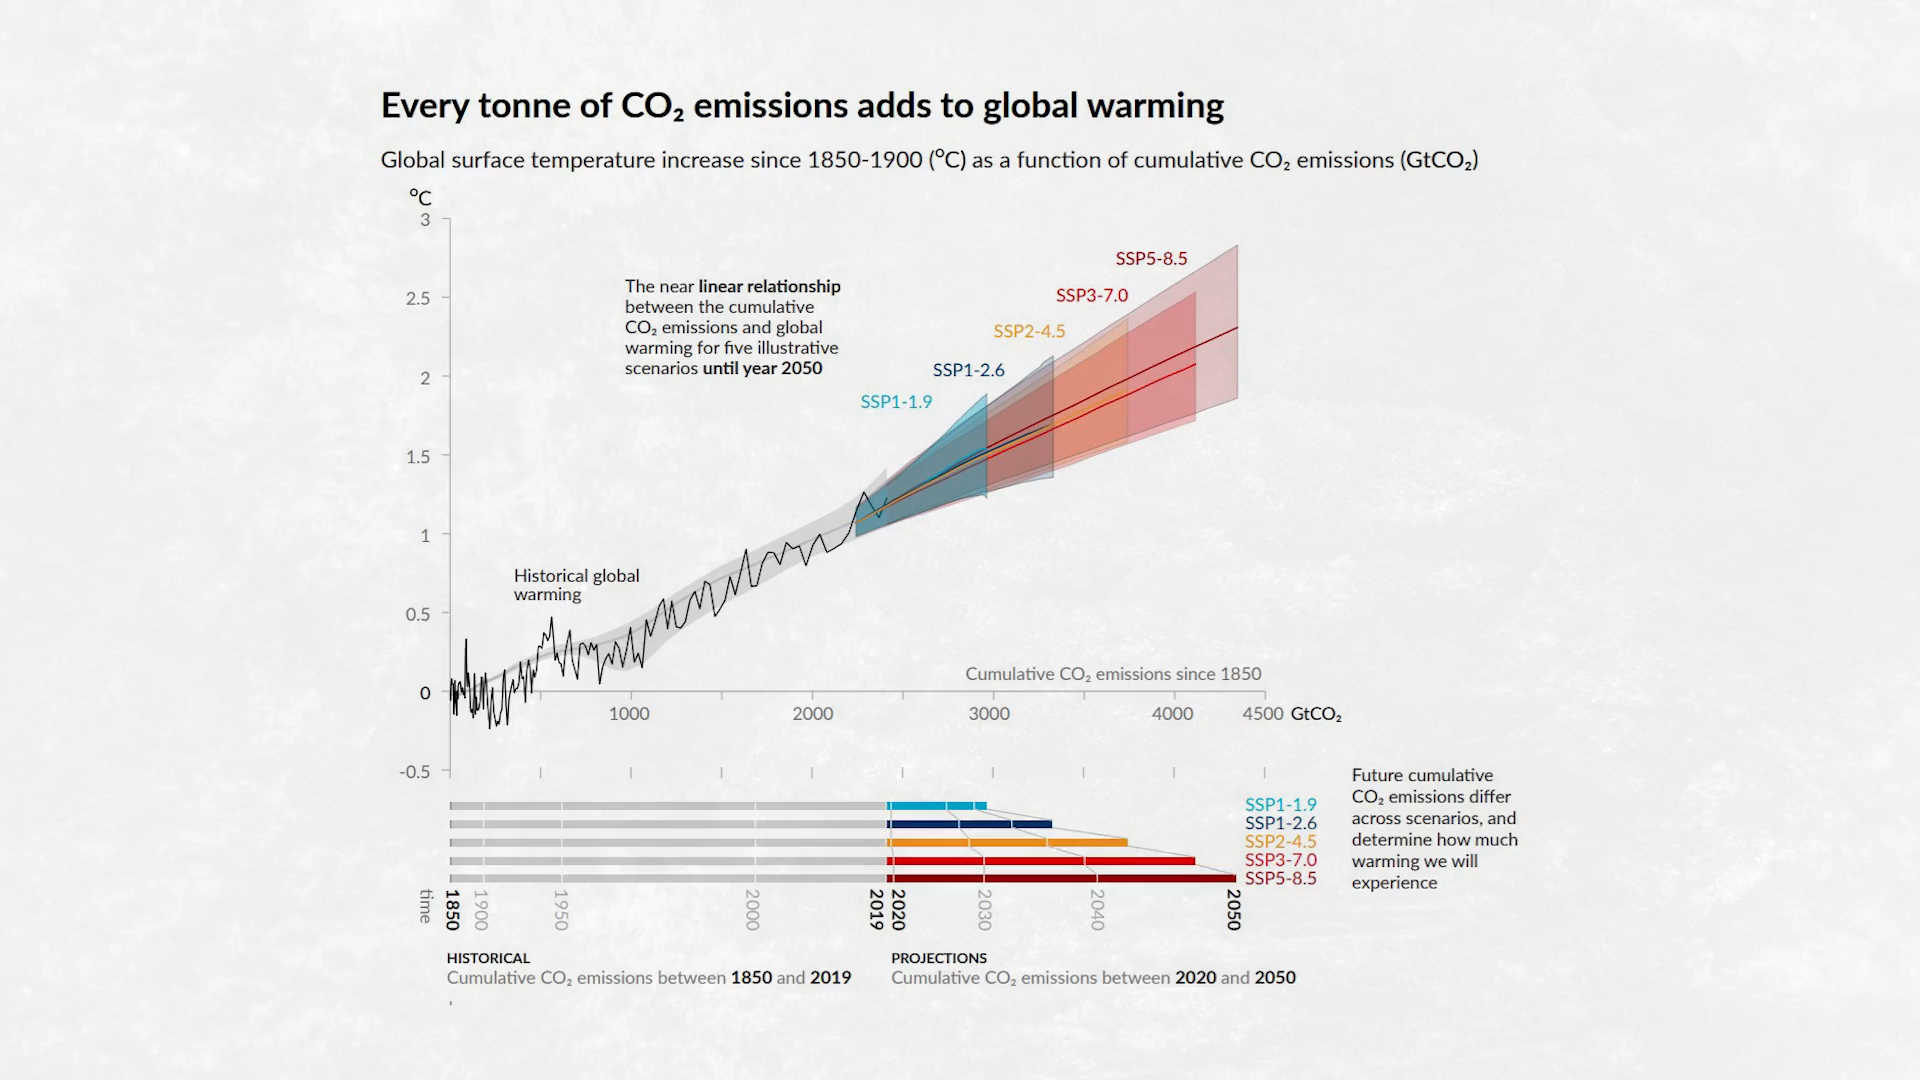 Every tonne of CO₂ emissions adds to global warming
Global surface temperature increase since 1850-1900 (°C) as a function of cumulative CO₂ emissions (GtCO₂)
°C
3
2.5
2
1.5
1
0.5
0
-0.5
The near linear relationship
between the cumulative
CO₂ emissions and global
warming for five illustrative
scenarios until year 2050
SSP5-8.5
SSP3-7.0
SSP2-4.5
SSP1-2.6
SSP1-1.9
Historical global
warming
Cumulative CO₂ emissions since 1850
1000 2000 3000 4000 4500 GtCO₂
SSP1-1.9
SSP1-2.6
SSP2-4.5
SSP3-7.0
SSP5-8.5
Future cumulative
CO₂ emissions differ
across scenarios, and
determine how much
warming we will
experience
time 1850 1900 1950 2000 2019 2020 2030 2040 2050
HISTORICAL
Cumulative CO₂ emissions between 1850 and 2019
PROJECTIONS
Cumulative CO₂ emissions between 2020 and 2050